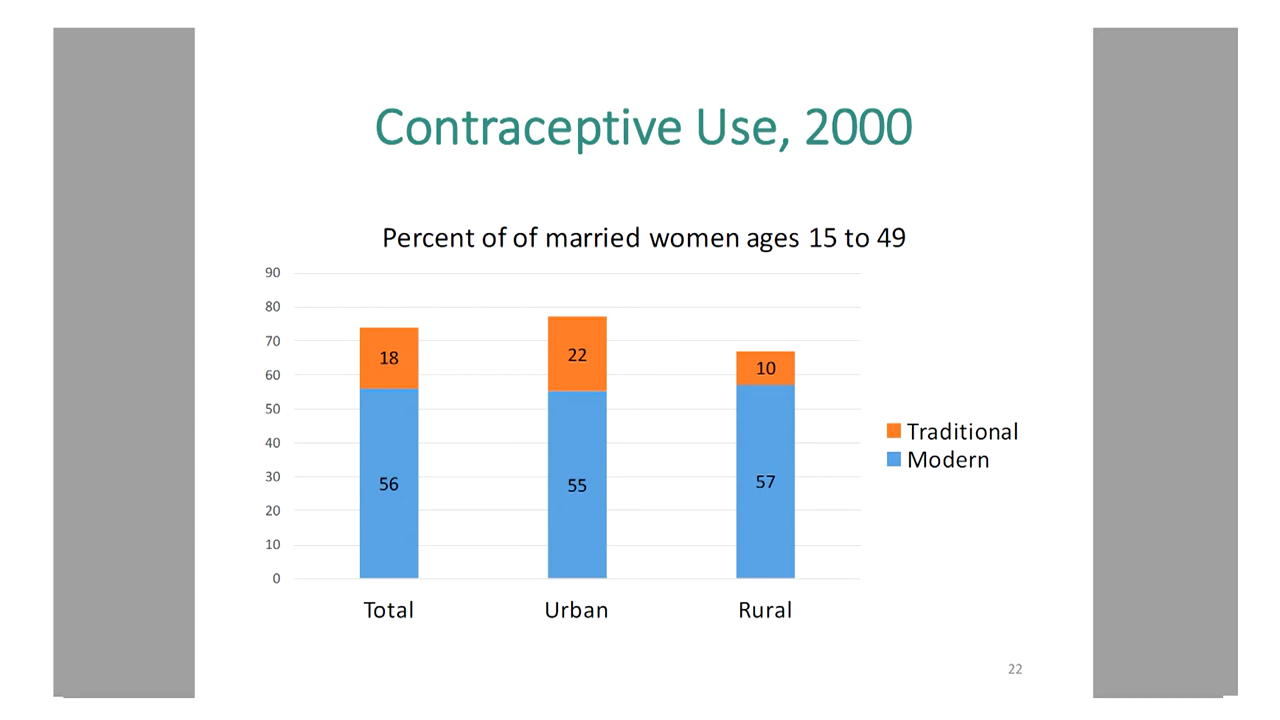 Contraceptive Use, 2000
Percent of of married women ages 15 to 49
90
80
70
60
50
40
30
20
10
0
18
22
10
56
55
57
Traditional
Modern
Total
Urban
Rural
22